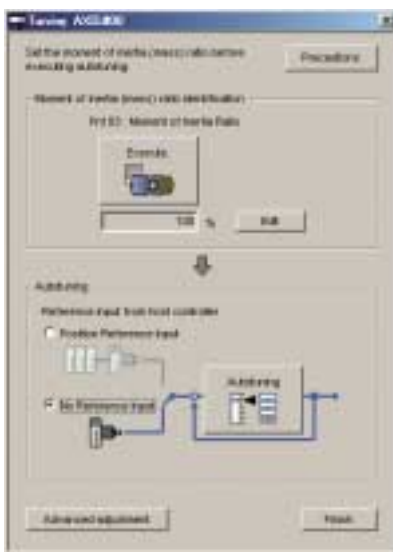 Tuning AXIS#00
Set the moment of inertia (mass) ratio before
executing autotuning.
Precautions
Moment of inertia (mass) ratio identification
Pn103 : Moment of Inertia Ratio
Execute.
100
%
Edit
Autotuning
Reference input from host controller
Position Reference Input
No Reference Input
Autotuning
Advanced adjustment
Finish